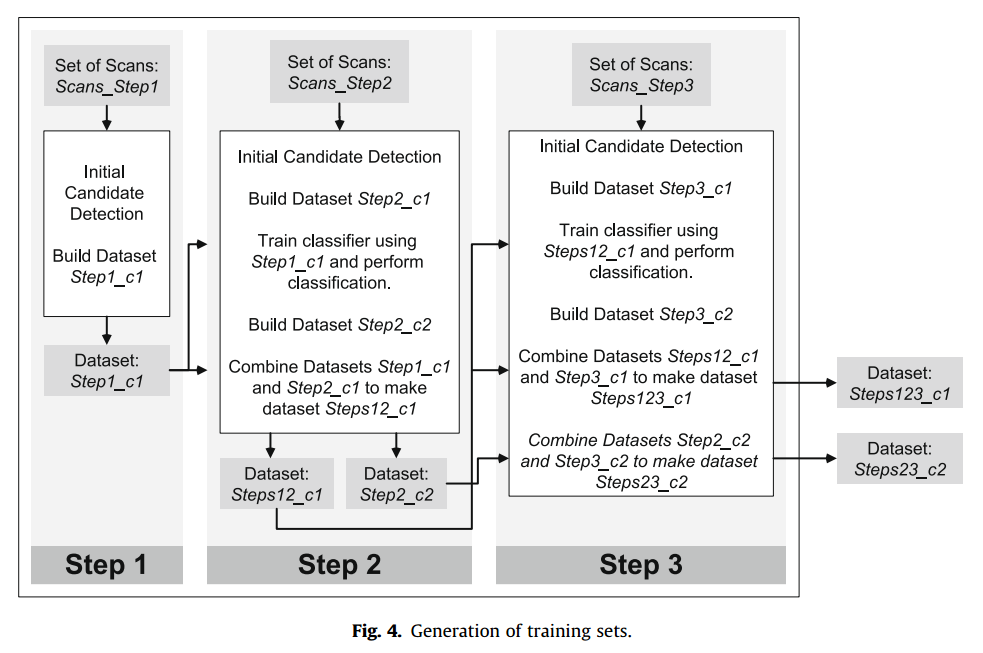 Set of Scans:
Scans_Step1
Initial
Candidate
Detection
Build Dataset
Step1_c1
Dataset:
Step1_c1
Step 1
Set of Scans:
Scans_Step2
Initial Candidate Detection
Build Dataset Step2_c1
Train classifier using
Step1_c1 and perform
classification.
Build Dataset Step2_c2
Combine Datasets Step1_c1
and Step2_c1 to make
dataset Steps12_c1
Dataset:
Steps12_c1
Dataset:
Step2_c2
Step 2
Set of Scans:
Scans_Step3
Initial Candidate Detection
Build Dataset Step3_c1
Train classifier using
Steps12_c1 and perform
classification.
Build Dataset Step3_c2
Combine Datasets Steps12_c1
and Step3_c1 to make dataset
Steps123_c1
Combine Datasets Step2_c2
and Step3_c2 to make dataset
Steps23_c2
Step 3
Dataset:
Steps123_c1
Dataset:
Steps23_c2
Fig. 4. Generation of training sets.